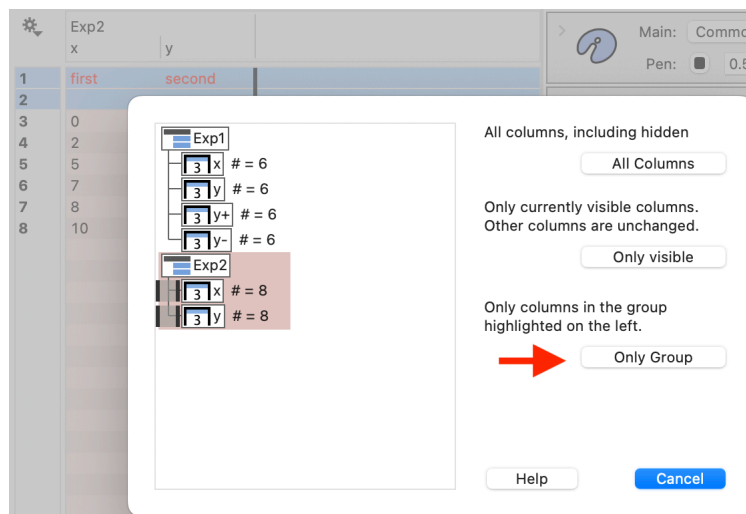 Exp2
x y
Main: Commo
Pen: 0.5
1 first second
2
3 0
4 2
5 5
6 7
7 8
8 10
Exp1
3 x # = 6
3 y # = 6
3 y+ # = 6
3 y- # = 6
Exp2
3 x # = 8
3 y # = 8
All columns, including hidden
All Columns
Only currently visible columns.
Other columns are unchanged.
Only visible
Only columns in the group
highlighted on the left.
Only Group
Help Cancel